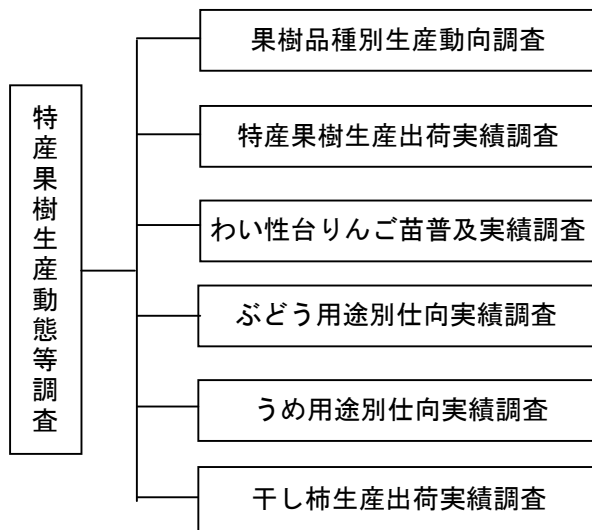 特産果樹生産動態等調査
果樹品種別生産動向調査
特産果樹生産出荷実績調査
わい性台りんご苗普及実績調査
ぶどう用途別仕向実績調査
うめ用途別仕向実績調査
干し柿生産出荷実績調査